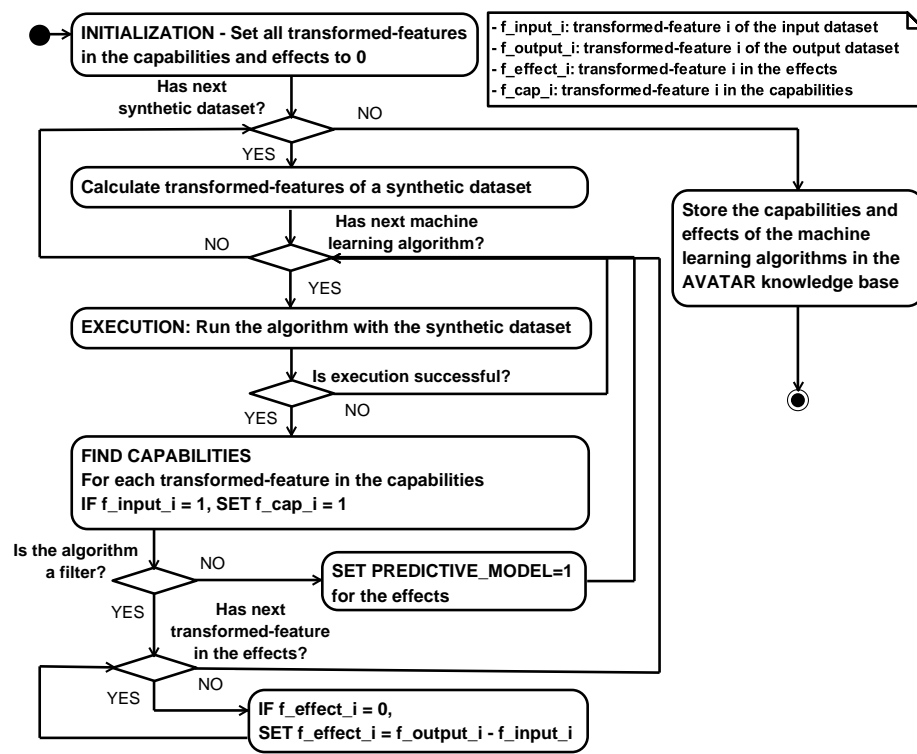 INITIALIZATION - Set all transformed-features
in the capabilities and effects to 0
- f_input_i: transformed-feature i of the input dataset
- f_output_i: transformed-feature i of the output dataset
- f_effect_i: transformed-feature i in the effects
- f_cap_i: transformed-feature i in the capabilities
Has next
synthetic dataset?
NO
YES
Calculate transformed-features of a synthetic dataset
Has next machine
learning algorithm?
NO
YES
Store the capabilities and
effects of the machine
learning algorithms in the
AVATAR knowledge base
EXECUTION: Run the algorithm with the synthetic dataset
Is execution successful?
YES
NO
FIND CAPABILITIES
For each transformed-feature in the capabilities
IF f_input_i = 1, SET f_cap_i = 1
Is the algorithm
a filter?
NO
YES
SET PREDICTIVE_MODEL=1
for the effects
Has next
transformed-feature
in the effects?
YES
NO
IF f_effect_i = 0,
SET f_effect_i = f_output_i - f_input_i